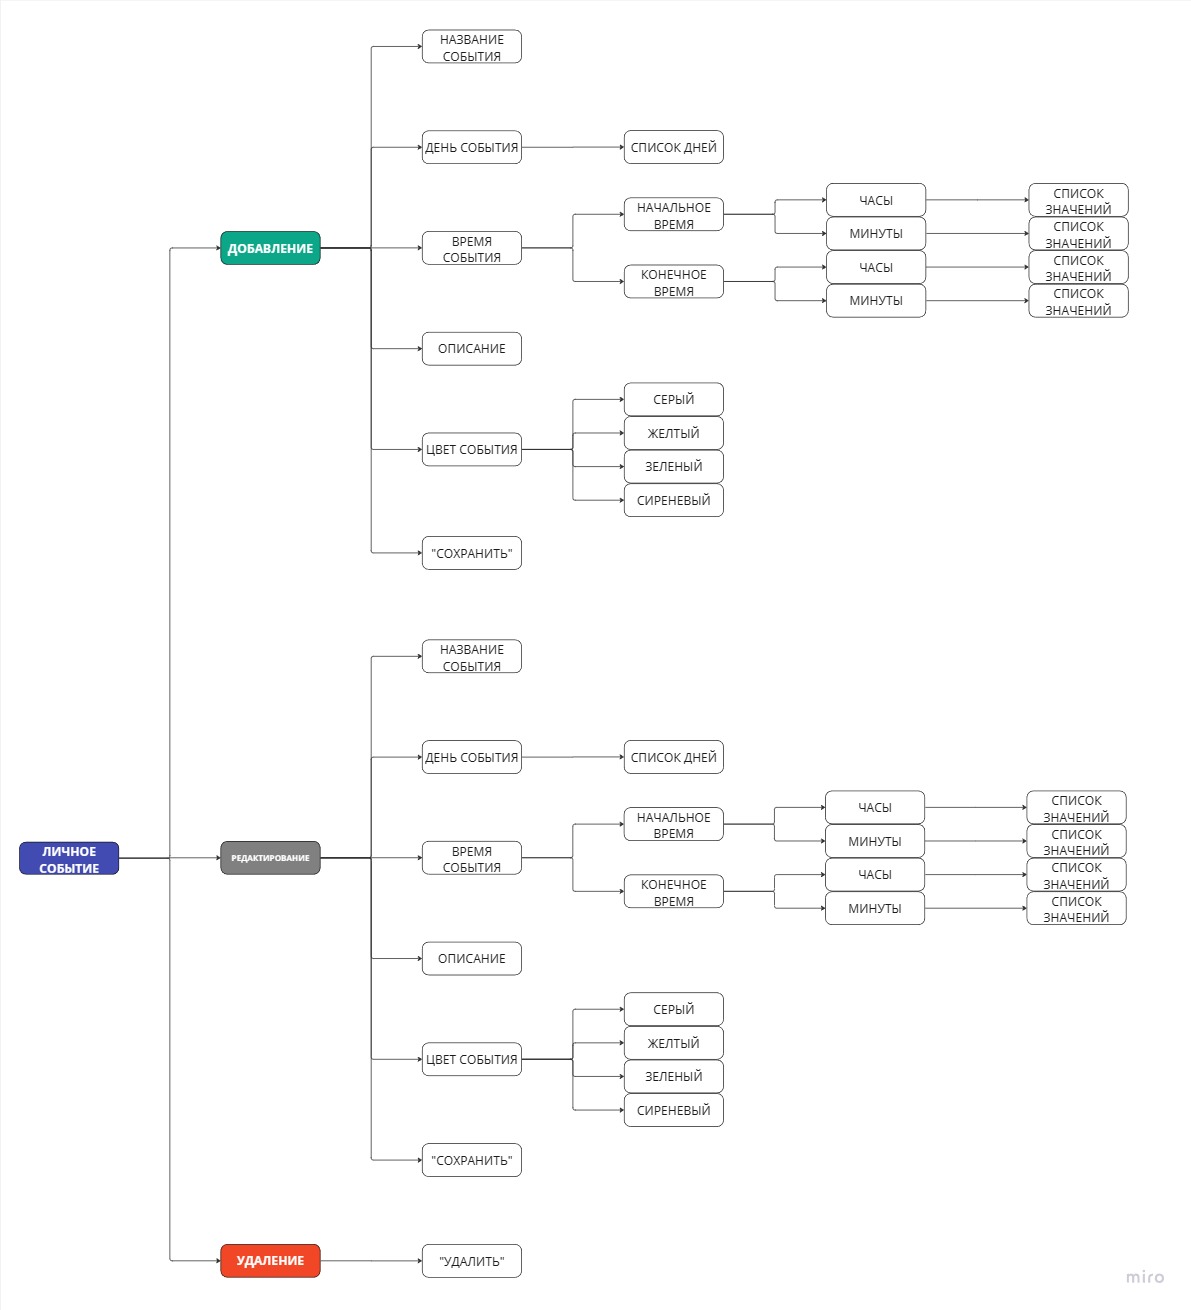 НАЗВАНИЕ
СОБЫТИЯ
ДЕНЬ СОБЫТИЯ
СПИСОК ДНЕЙ
ДОБАВЛЕНИЕ
ВРЕМЯ
СОБЫТИЯ
НАЧАЛЬНОЕ
ВРЕМЯ
ЧАСЫ
СПИСОК
ЗНАЧЕНИЙ
МИНУТЫ
СПИСОК
ЗНАЧЕНИЙ
КОНЕЧНОЕ
ВРЕМЯ
ЧАСЫ
СПИСОК
ЗНАЧЕНИЙ
МИНУТЫ
СПИСОК
ЗНАЧЕНИЙ
ОПИСАНИЕ
ЦВЕТ СОБЫТИЯ
СЕРЫЙ
ЖЕЛТЫЙ
ЗЕЛЕНЫЙ
СИРЕНЕВЫЙ
"СОХРАНИТЬ"
НАЗВАНИЕ
СОБЫТИЯ
ДЕНЬ СОБЫТИЯ
СПИСОК ДНЕЙ
ЛИЧНОЕ
СОБЫТИЕ
РЕДАКТИРОВАНИЕ
ВРЕМЯ
СОБЫТИЯ
НАЧАЛЬНОЕ
ВРЕМЯ
ЧАСЫ
СПИСОК
ЗНАЧЕНИЙ
МИНУТЫ
СПИСОК
ЗНАЧЕНИЙ
КОНЕЧНОЕ
ВРЕМЯ
ЧАСЫ
СПИСОК
ЗНАЧЕНИЙ
МИНУТЫ
СПИСОК
ЗНАЧЕНИЙ
ОПИСАНИЕ
ЦВЕТ СОБЫТИЯ
СЕРЫЙ
ЖЕЛТЫЙ
ЗЕЛЕНЫЙ
СИРЕНЕВЫЙ
"СОХРАНИТЬ"
УДАЛЕНИЕ
"УДАЛИТЬ"
miro